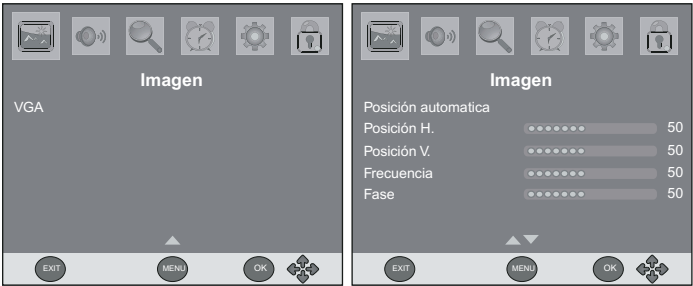 Imagen
VGA
EXIT
MENU
OK
Imagen
Posición automatica
Posición H. 50
Posición V. 50
Frecuencia 50
Fase 50
EXIT
MENU
OK